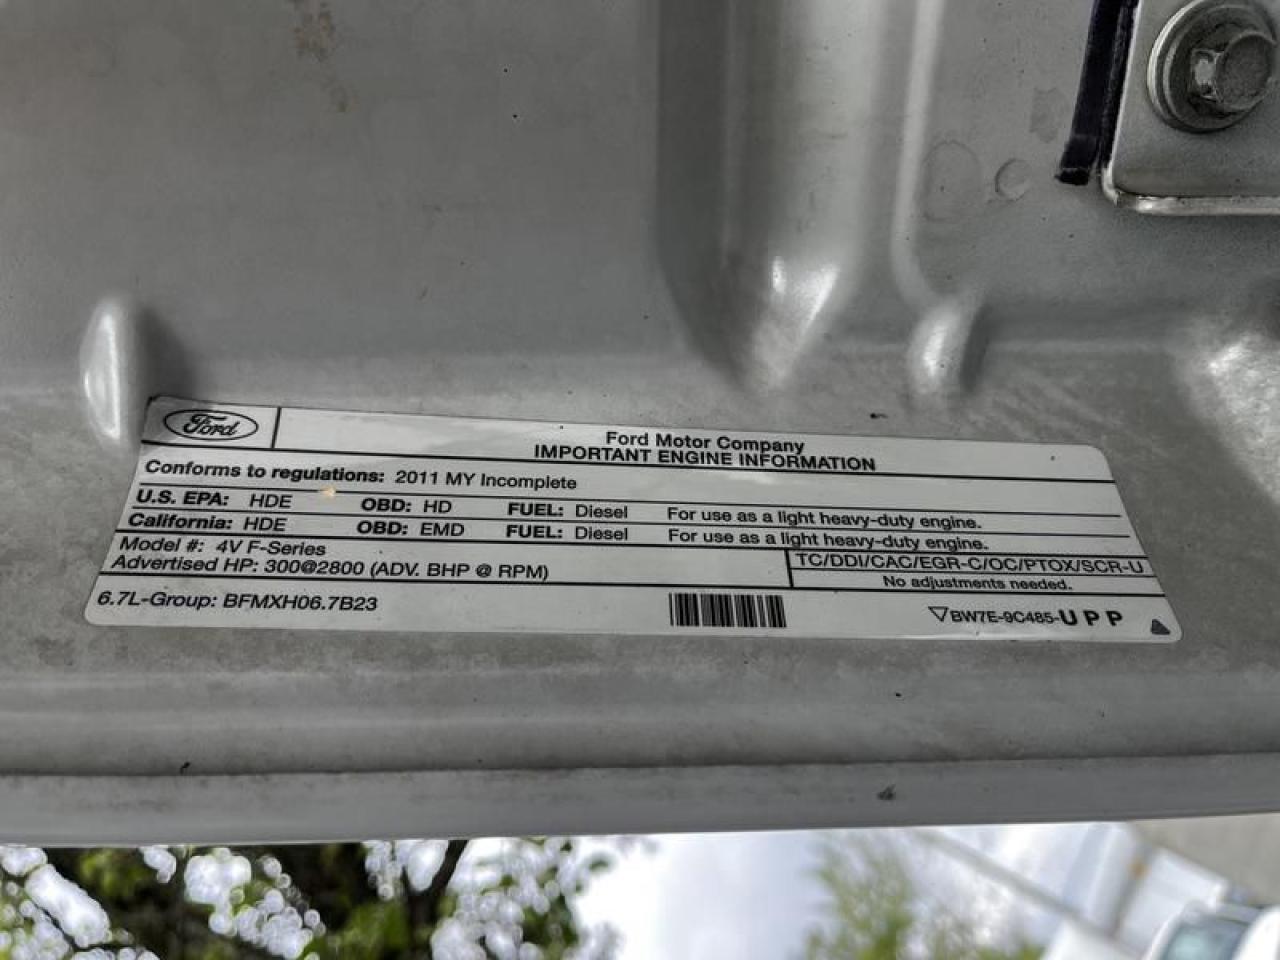 Ford
Ford Motor Company
IMPORTANT ENGINE INFORMATION
Conforms to regulations: 2011 MY Incomplete
U.S. EPA: HDE OBD: HD FUEL: Diesel For use as a light heavy-duty engine.
California: HDE OBD: EMD FUEL: Diesel For use as a light heavy-duty engine.
Model #: 4V F-Series
Advertised HP: 300@2800 (ADV. BHP @ RPM)
TC/DDI/CAC/EGR-C/OC/PTOX/SCR-U
No adjustments needed.
6.7L-Group: BFMXH06.7B23
BW7E-9C485-UPP